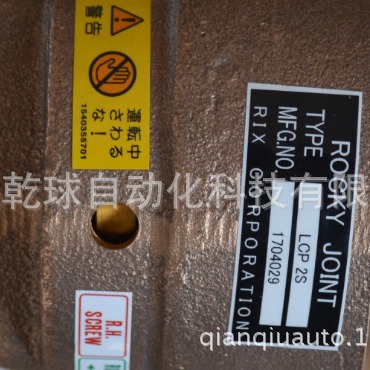 警告
運転中
さわる
な！
1540355701
ROCKY JOINT
TYPE LCP 2S
MFG.NO. 1704029
RIX CORPORATION
R.H.
SCREW
乾球自动化科技有限
qianqiuauto.1